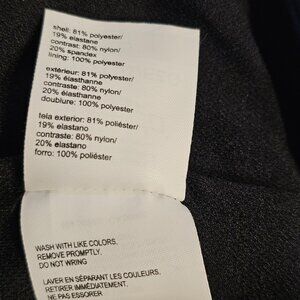 shell: 81% polyester/
19% elastano
contrast: 80% nylon/
20% spandex
lining: 100% polyester
extérieur: 81% polyester/
19% élasthanne
contraste: 80% nylon/
20% élasthanne
doublure: 100% polyester
tela exterior: 81% poliéster/
19% elastano
contraste: 80% nylon/
20% elastano
forro: 100% poliéster
WASH WITH LIKE COLORS.
REMOVE PROMPTLY.
DO NOT WRING
LAVER EN SÉPARANT LES COULEURS.
RETIRER IMMÉDIATEMENT.
NE PAS ESSORER